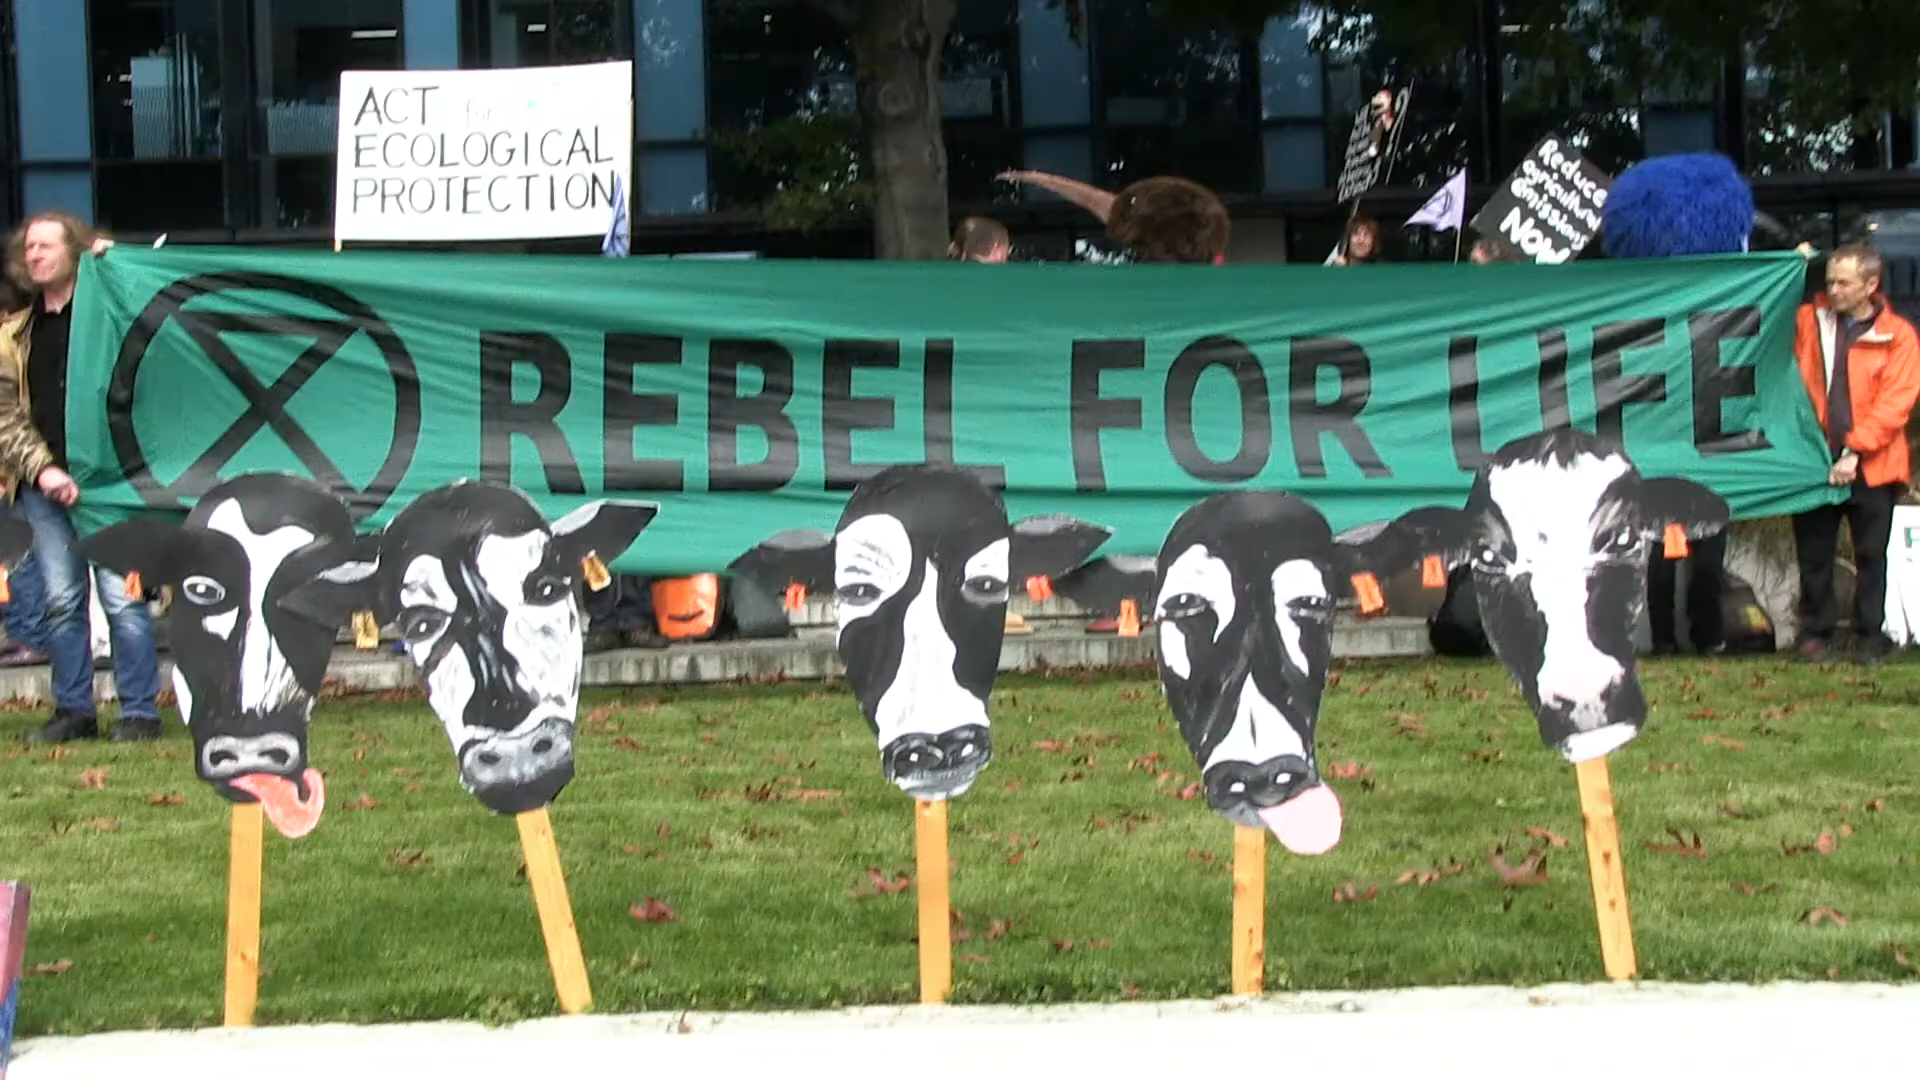 ACT for
ECOLOGICAL
PROTECTION
Reduce
agricultural
emissions
NOW
REBEL FOR LIFE